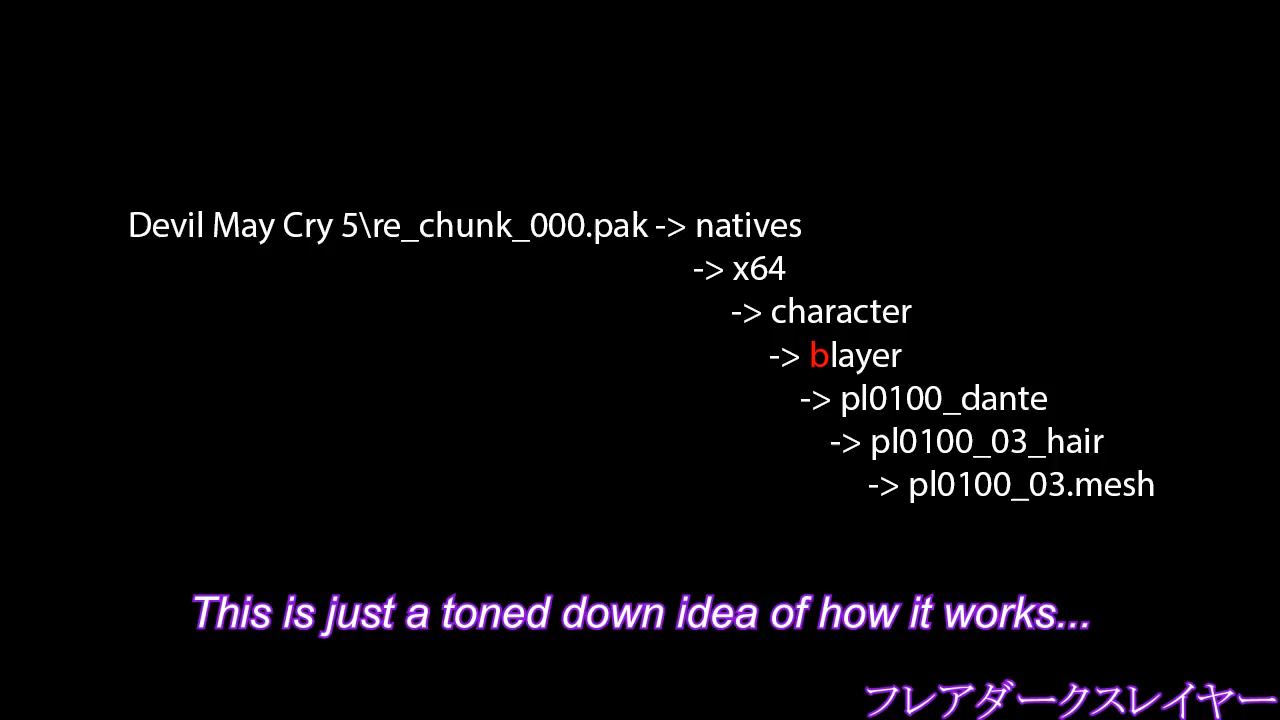 Devil May Cry 5\re_chunk_000.pak -> natives
-> x64
-> character
-> blayer
-> pl0100_dante
-> pl0100_03_hair
-> pl0100_03.mesh
This is just a toned down idea of how it works...
フレアダークスレイヤー